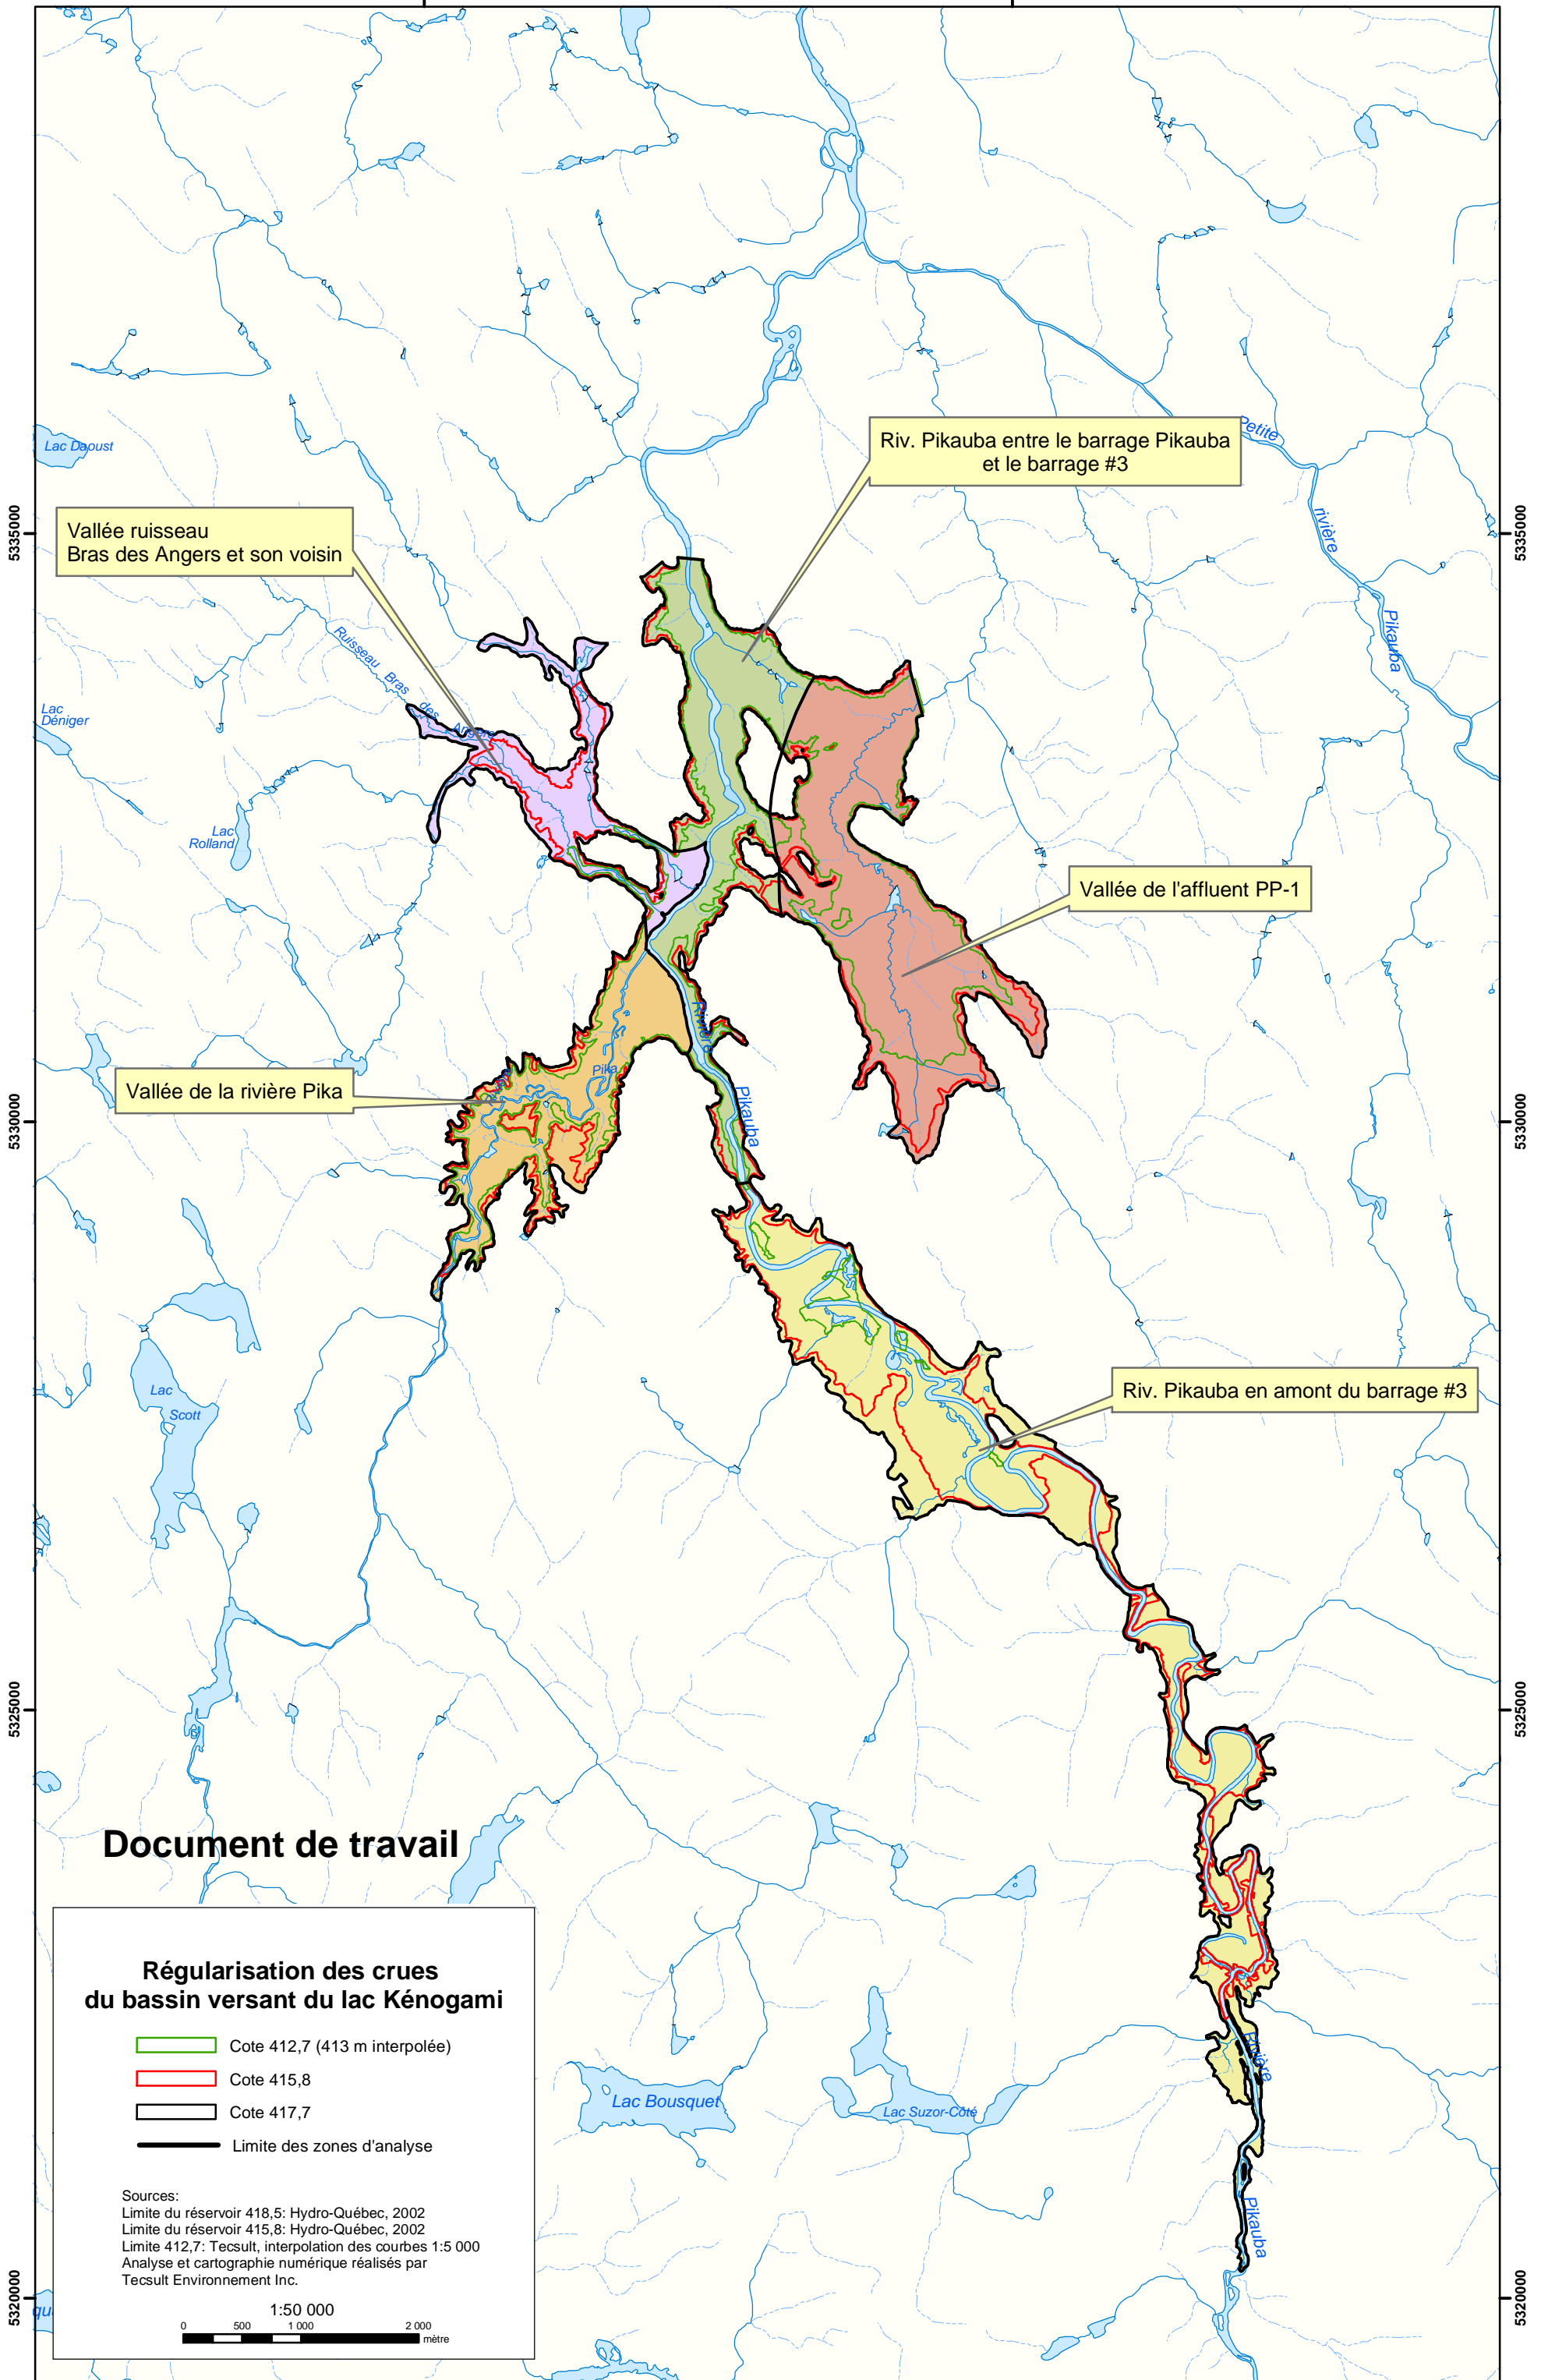 Petite
rivière
Pikauba
Lac Daoust
Riv. Pikauba entre le barrage Pikauba
et le barrage #3
Vallée ruisseau
Bras des Angers et son voisin
5335000
5335000
Ruisseau Bras des Angers
Lac
Déniger
Lac
Rolland
Vallée de l'affluent PP-1
Rivière
Pikauba
Pika
Vallée de la rivière Pika
5330000
5330000
Lac
Scott
Riv. Pikauba en amont du barrage #3
5325000
5325000
Document de travail
Régularisation des crues
du bassin versant du lac Kénogami
Cote 412,7 (413 m interpolée)
Cote 415,8
Cote 417,7
Limite des zones d'analyse
Sources:
Limite du réservoir 418,5: Hydro-Québec, 2002
Limite du réservoir 415,8: Hydro-Québec, 2002
Limite 412,7: Tecsult, interpolation des courbes 1:5 000
Analyse et cartographie numérique réalisés par
Tecsult Environnement Inc.
1:50 000
0 500 1 000 2 000
mètre
Lac Bousquet
Lac Suzor-Côté
Rivière
Pikauba
5320000
5320000